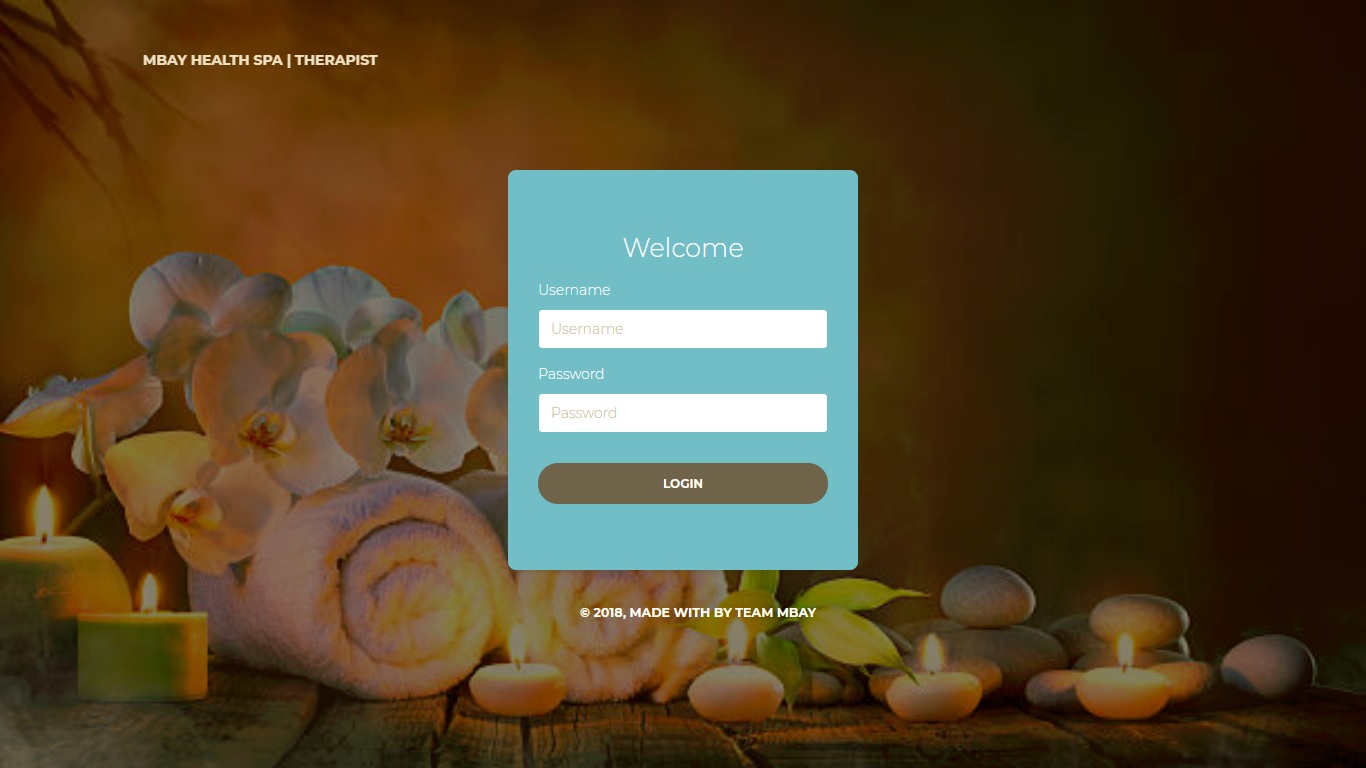 MBAY HEALTH SPA | THERAPIST
Welcome
Username
Username
Password
Password
LOGIN
© 2018, MADE WITH BY TEAM MBAY